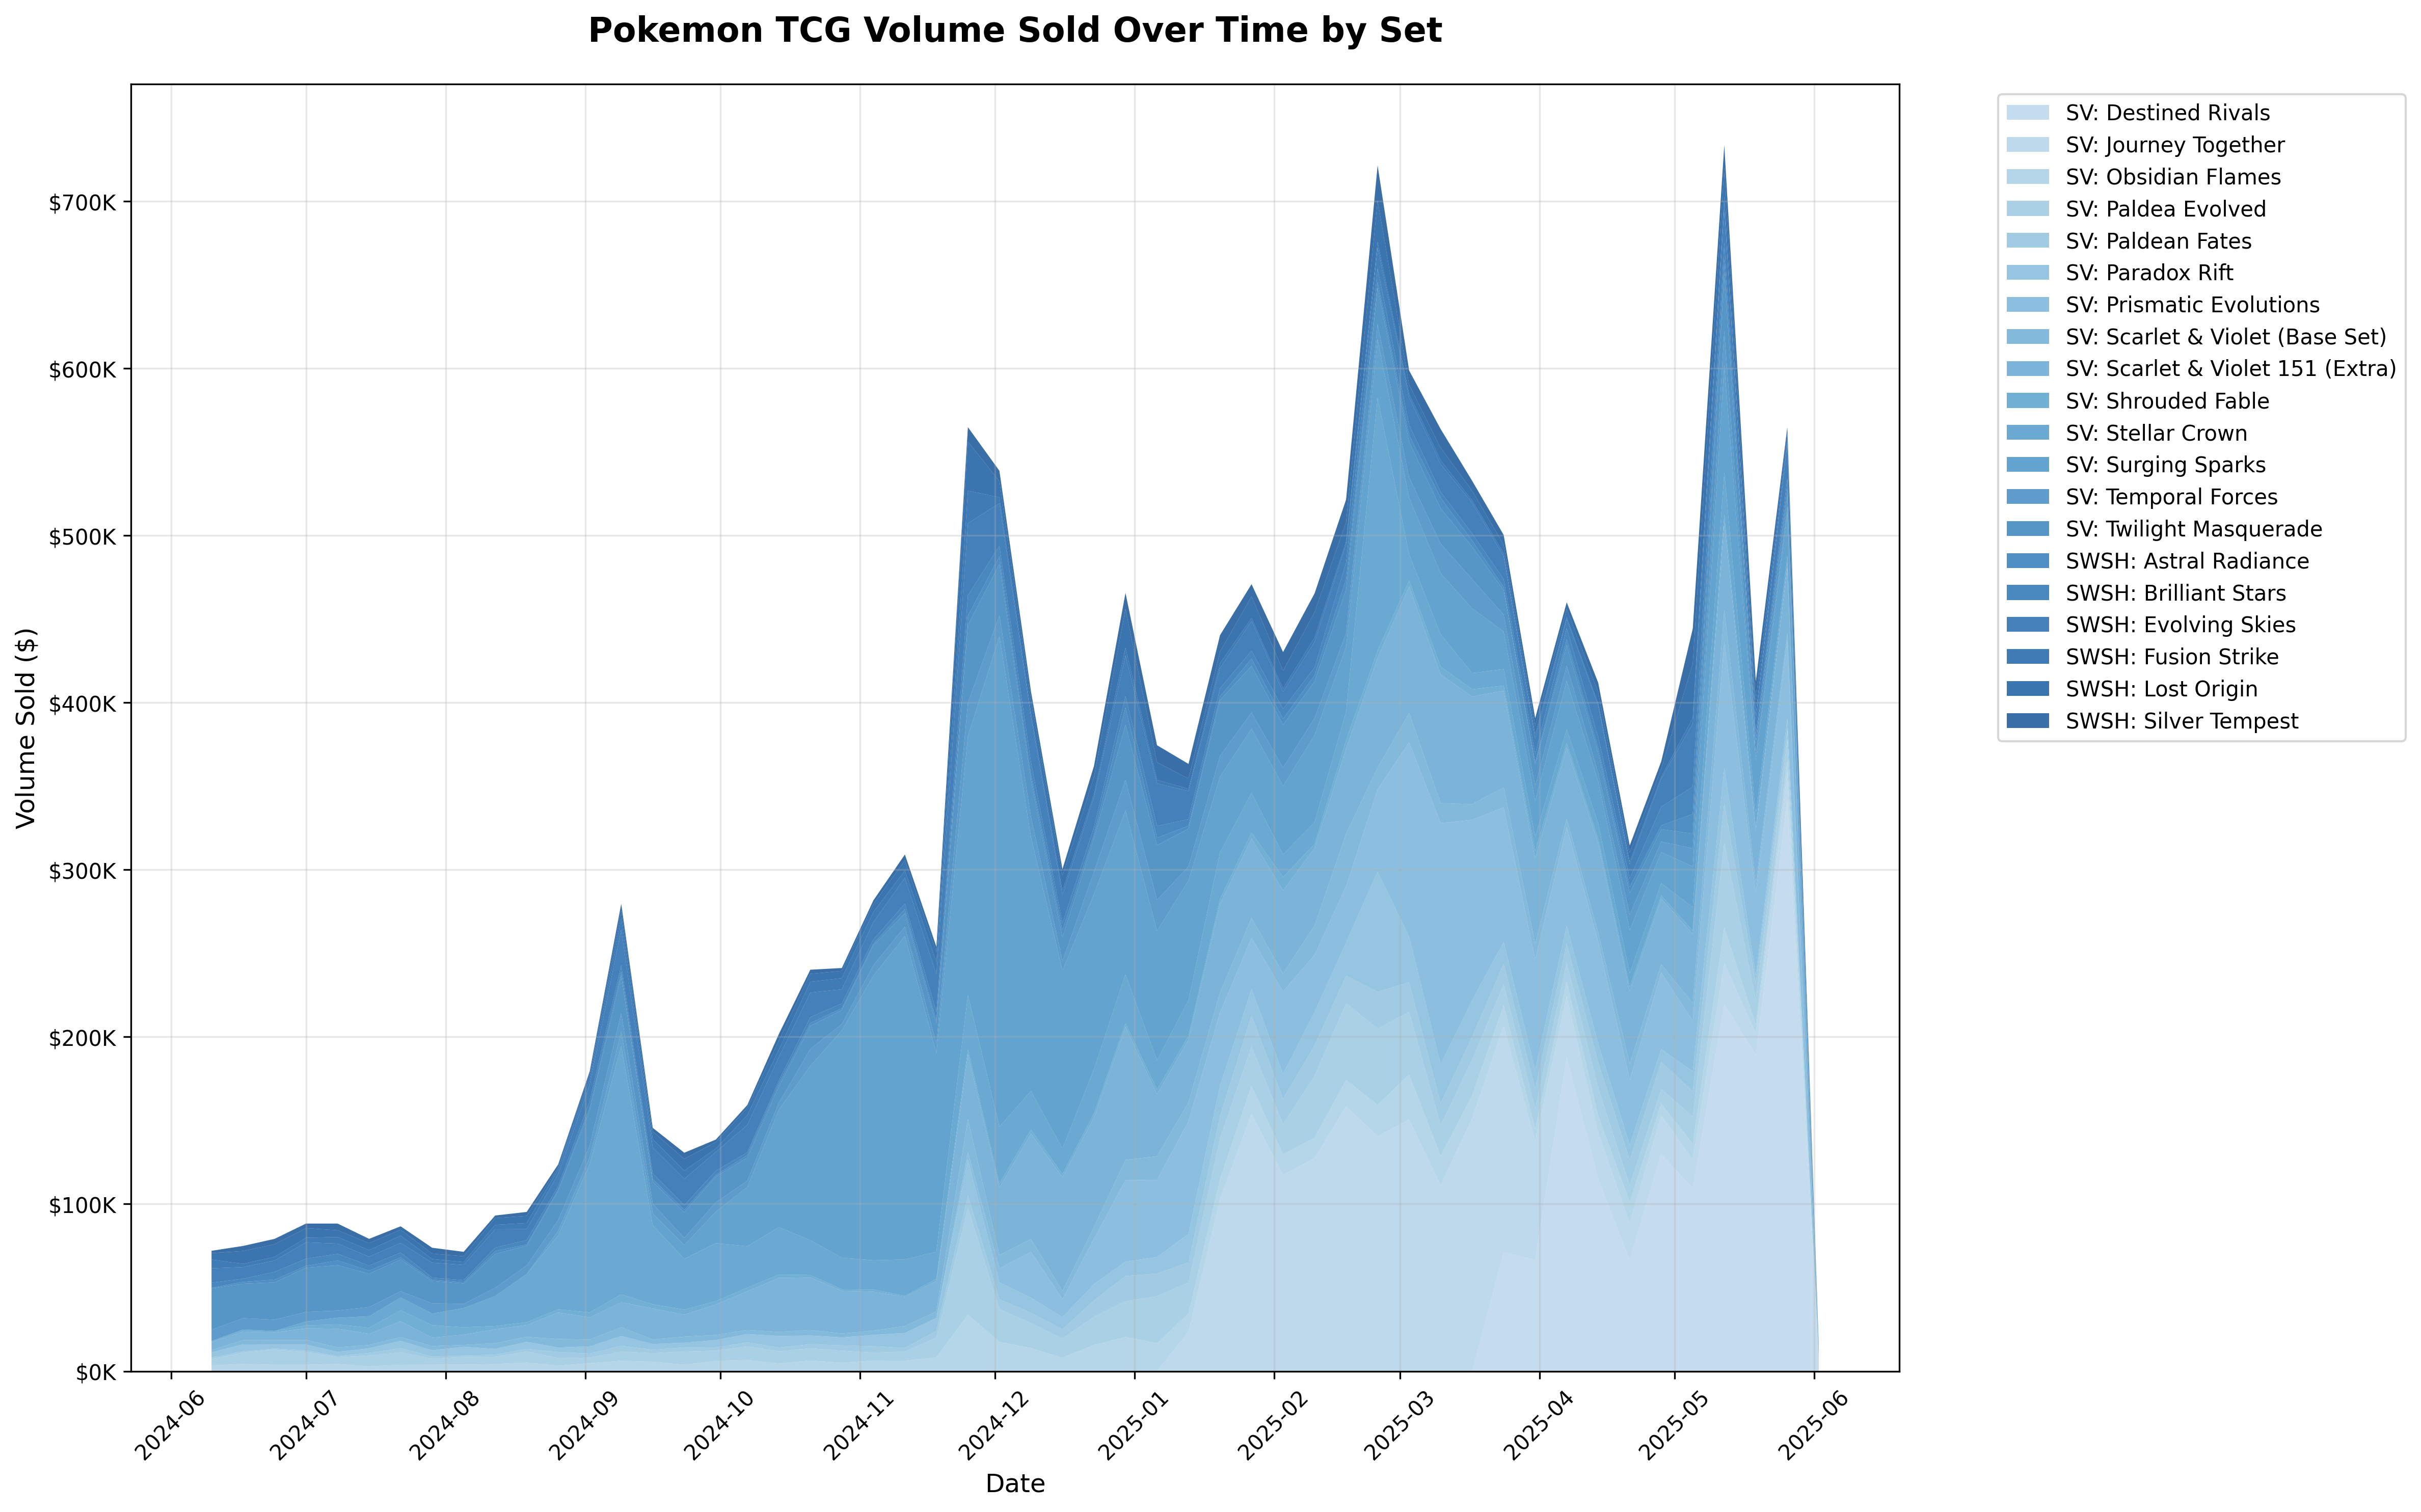 Pokemon TCG Volume Sold Over Time by Set
Volume Sold ($)
$700K
$600K
$500K
$400K
$300K
$200K
$100K
$0K
2024-06
2024-07
2024-08
2024-09
2024-10
2024-11
2024-12
2025-01
2025-02
2025-03
2025-04
2025-05
2025-06
Date
SV: Destined Rivals
SV: Journey Together
SV: Obsidian Flames
SV: Paldea Evolved
SV: Paldean Fates
SV: Paradox Rift
SV: Prismatic Evolutions
SV: Scarlet & Violet (Base Set)
SV: Scarlet & Violet 151 (Extra)
SV: Shrouded Fable
SV: Stellar Crown
SV: Surging Sparks
SV: Temporal Forces
SV: Twilight Masquerade
SWSH: Astral Radiance
SWSH: Brilliant Stars
SWSH: Evolving Skies
SWSH: Fusion Strike
SWSH: Lost Origin
SWSH: Silver Tempest